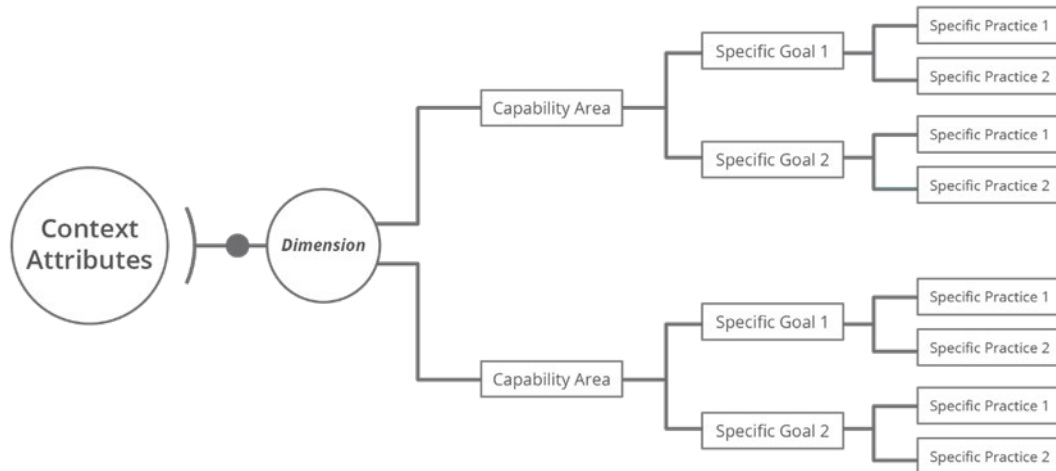 Context
Attributes
Dimension
Capability Area
Specific Goal 1
Specific Practice 1
Specific Practice 2
Specific Goal 2
Specific Practice 1
Specific Practice 2
Capability Area
Specific Goal 1
Specific Practice 1
Specific Practice 2
Specific Goal 2
Specific Practice 1
Specific Practice 2